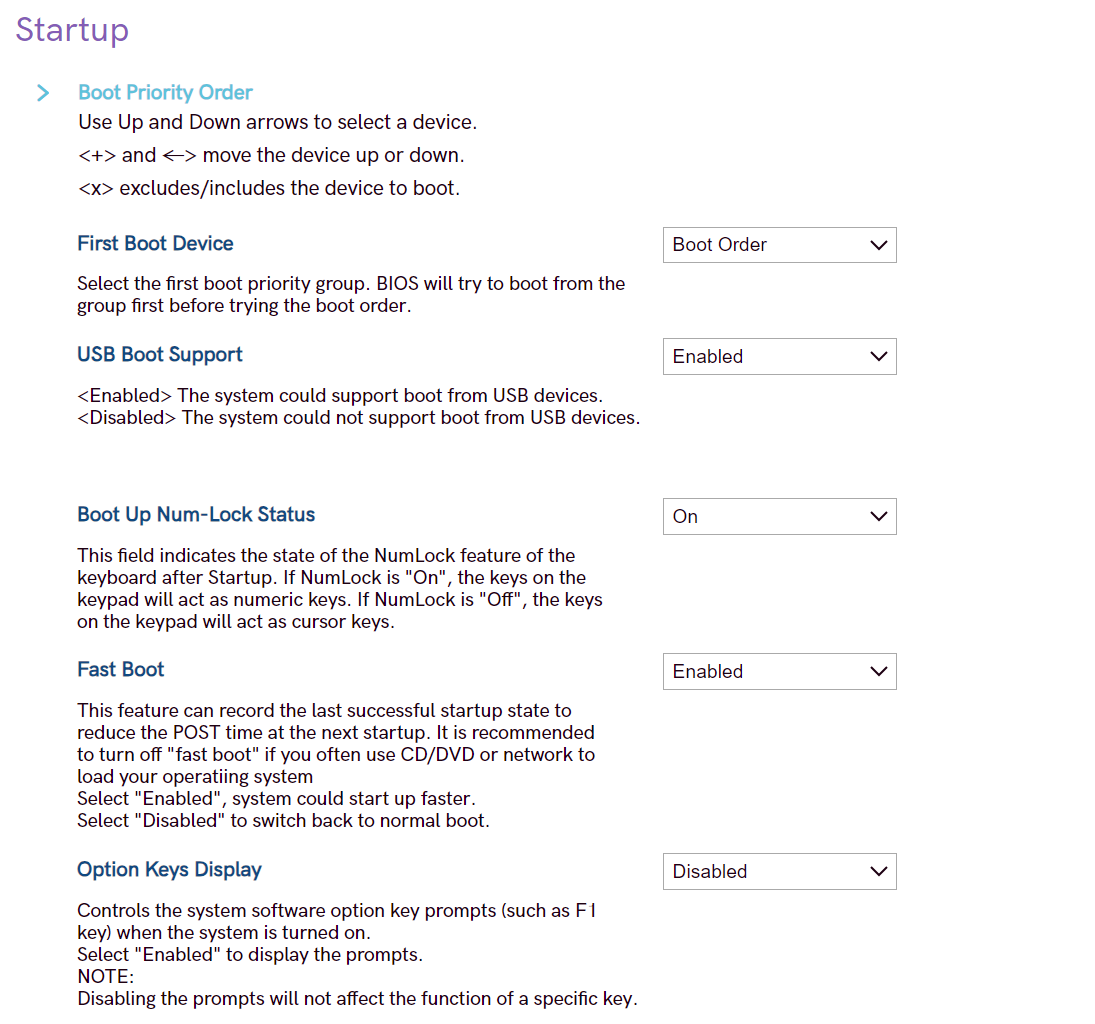 Startup
Boot Priority Order
Use Up and Down arrows to select a device.
<+> and <-> move the device up or down.
<x> excludes/includes the device to boot.
First Boot Device
Boot Order
Select the first boot priority group. BIOS will try to boot from the
group first before trying the boot order.
USB Boot Support
Enabled
<Enabled> The system could support boot from USB devices.
<Disabled> The system could not support boot from USB devices.
Boot Up Num-Lock Status
On
This field indicates the state of the NumLock feature of the
keyboard after Startup. If NumLock is "On", the keys on the
keypad will act as numeric keys. If NumLock is "Off", the keys
on the keypad will act as cursor keys.
Fast Boot
Enabled
This feature can record the last successful startup state to
reduce the POST time at the next startup. It is recommended
to turn off "fast boot" if you often use CD/DVD or network to
load your operatiing system
Select "Enabled", system could start up faster.
Select "Disabled" to switch back to normal boot.
Option Keys Display
Disabled
Controls the system software option key prompts (such as F1
key) when the system is turned on.
Select "Enabled" to display the prompts.
NOTE:
Disabling the prompts will not affect the function of a specific key.